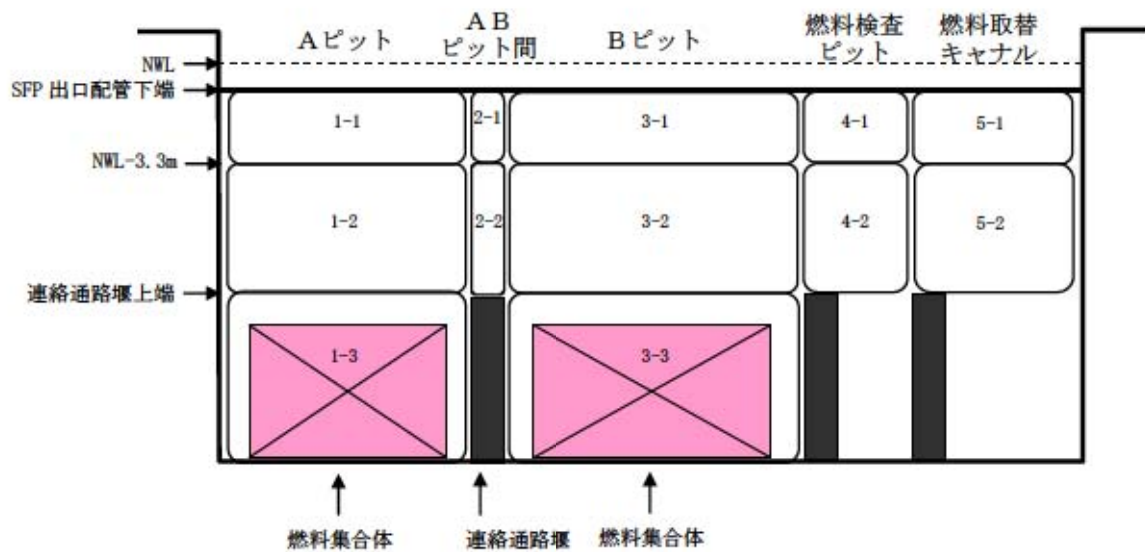 Aピット
AB
ピット間
Bピット
燃料検査
ピット
燃料取替
キャナル
NWL
SFP 出口配管下端
1-1
2-1
3-1
4-1
5-1
NWL-3.3m
1-2
2-2
3-2
4-2
5-2
連絡通路堰上端
1-3
3-3
燃料集合体
連絡通路堰
燃料集合体